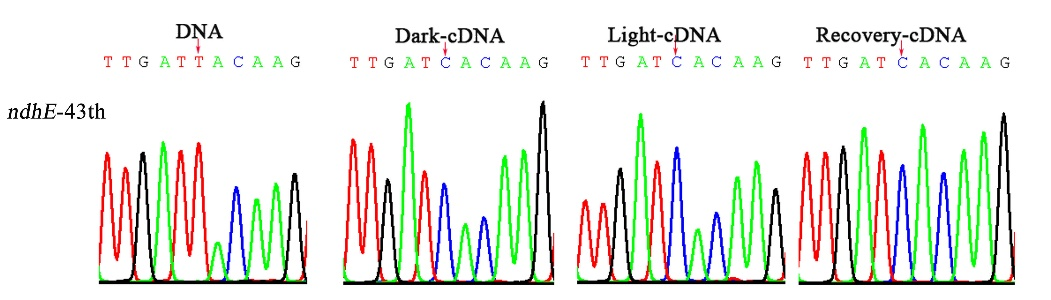 DNA Dark-cDNA Light-cDNA Recovery-cDNA
T T G A T T A C A A G T T G A T C A C A A G T T G A T C A C A A G T T G A T C A C A A G
ndhE-43th